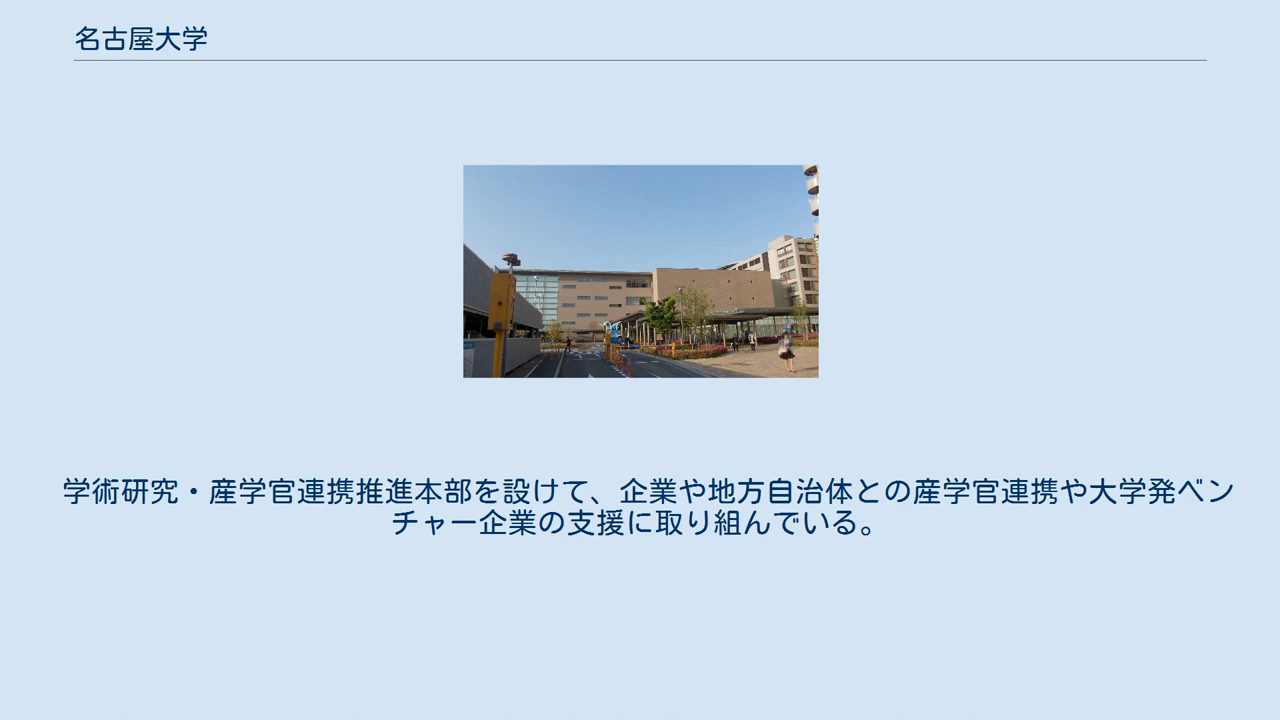 名古屋大学
学術研究・産学官連携推進本部を設けて、企業や地方自治体との産学官連携や大学発ベン
チャー企業の支援に取り組んでいる。